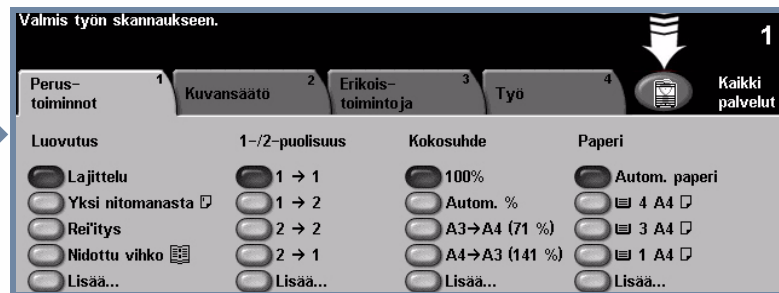 Valmis työn skannaukseen.
1
Perus-
toiminnot
1
Kuvansäätö
2
Erikois-
toimintoja
3
Työ
4
Kaikki
palvelut
Luovutus
Lajittelu
Yksi nitomanasta
Rei'itys
Nidottu vihko
Lisää...
1-/2-puolisuus
1 → 1
1 → 2
2 → 2
2 → 1
Lisää...
Kokosuhde
100%
Autom. %
A3→A4 (71 %)
A4→A3 (141 %)
Lisää...
Paperi
Autom. paperi
4 A4
3 A4
1 A4
Lisää...